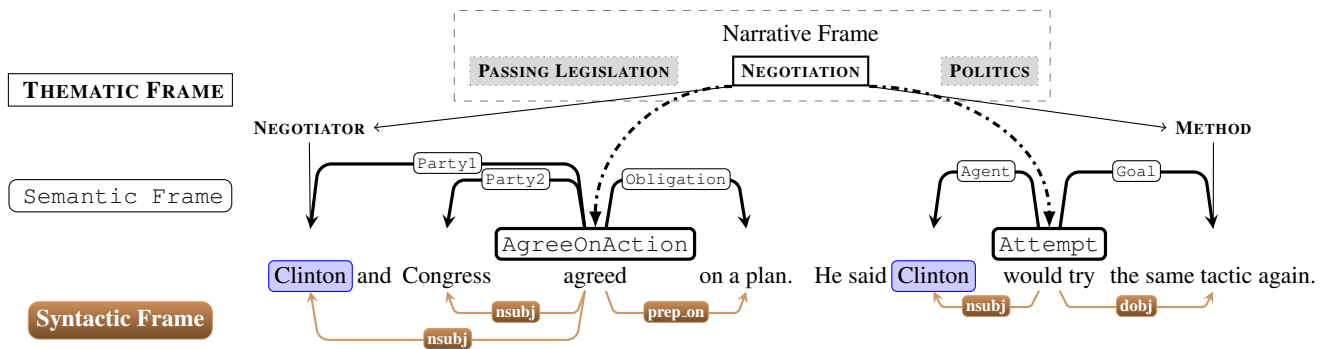 Narrative Frame
PASSING LEGISLATION NEGOTIATION POLITICS
THEMATIC FRAME
NEGOTIATOR METHOD
Party1
Party2 Obligation Agent Goal
Semantic Frame
AgreeOnAction Attempt
Clinton and Congress agreed on a plan. He said Clinton would try the same tactic again.
Syntactic Frame nsubj prep_on nsubj dobj
nsubj